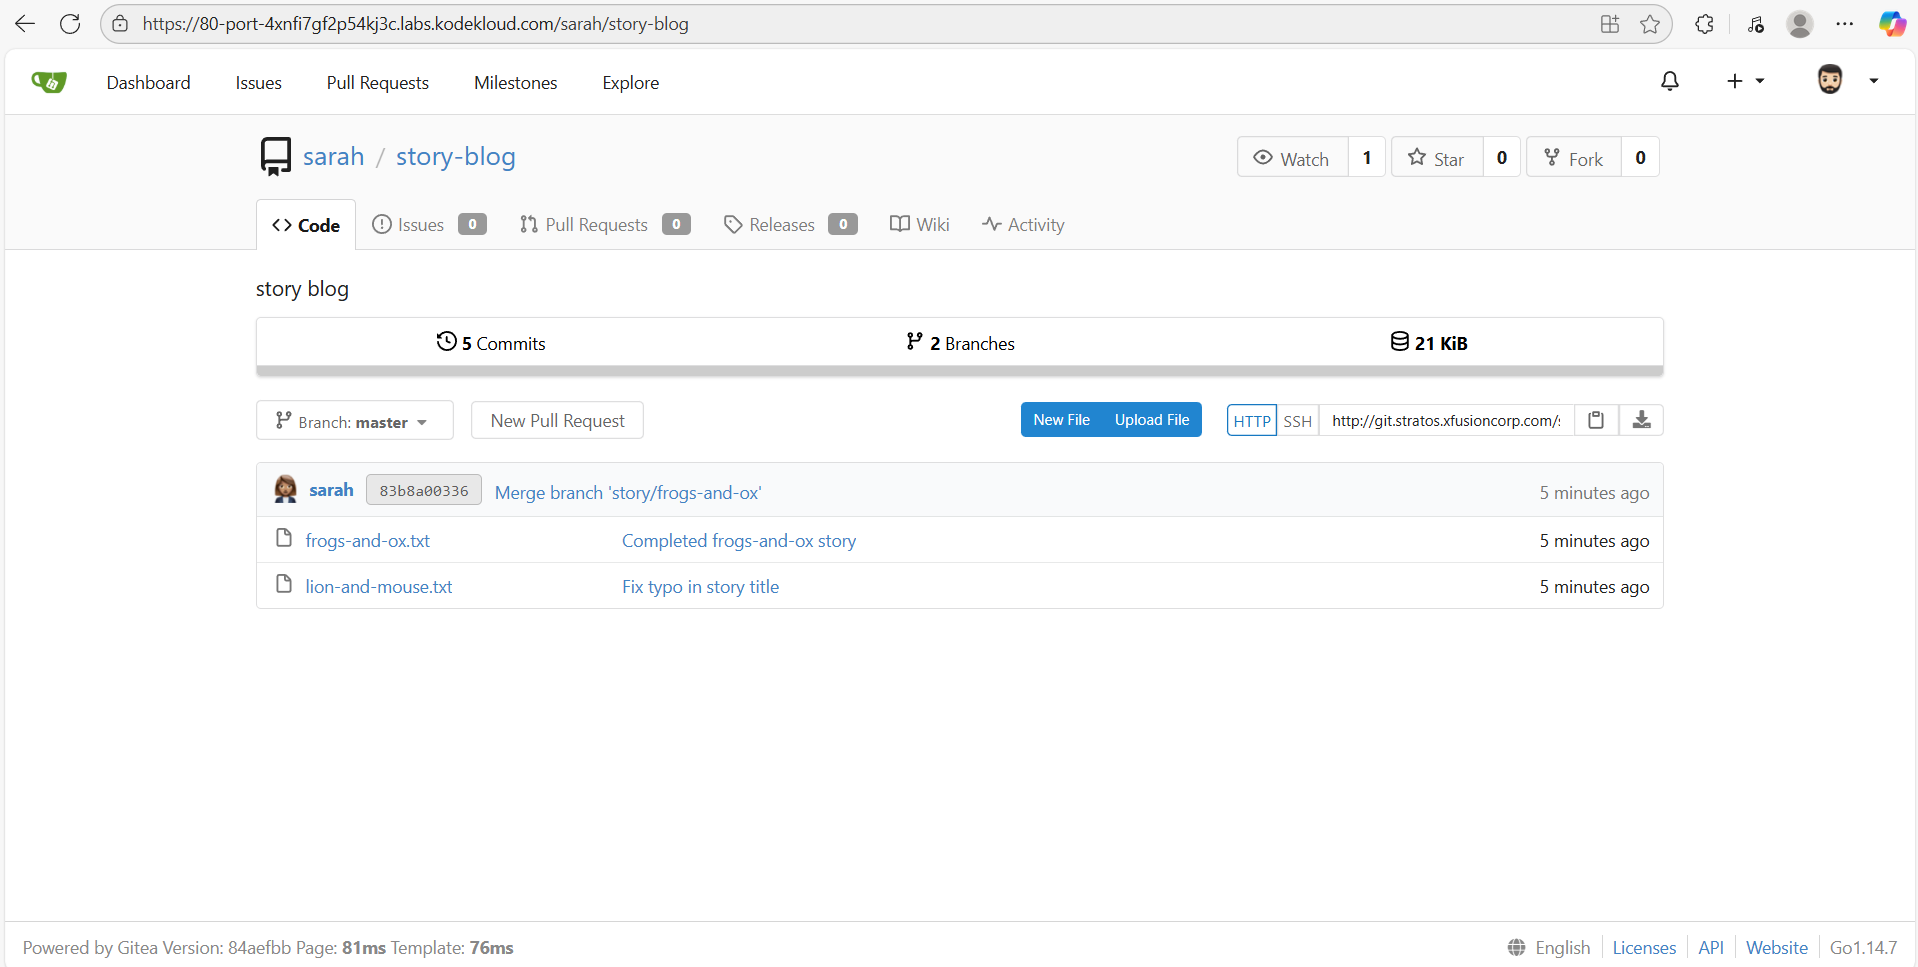 https://80-port-4xnfi7gf2p54kj3c.labs.kodekloud.com/sarah/story-blog
Dashboard Issues Pull Requests Milestones Explore
sarah / story-blog
Watch 1 Star 0 Fork 0
Code Issues 0 Pull Requests 0 Releases 0 Wiki Activity
story blog
5 Commits 2 Branches 21 KiB
Branch: master New Pull Request New File Upload File HTTP SSH http://git.stratos.xfusioncorp.com/s
sarah 83b8a00336 Merge branch 'story/frogs-and-ox' 5 minutes ago
frogs-and-ox.txt Completed frogs-and-ox story 5 minutes ago
lion-and-mouse.txt Fix typo in story title 5 minutes ago
Powered by Gitea Version: 84aefbb Page: 81ms Template: 76ms English Licenses API Website Go1.14.7